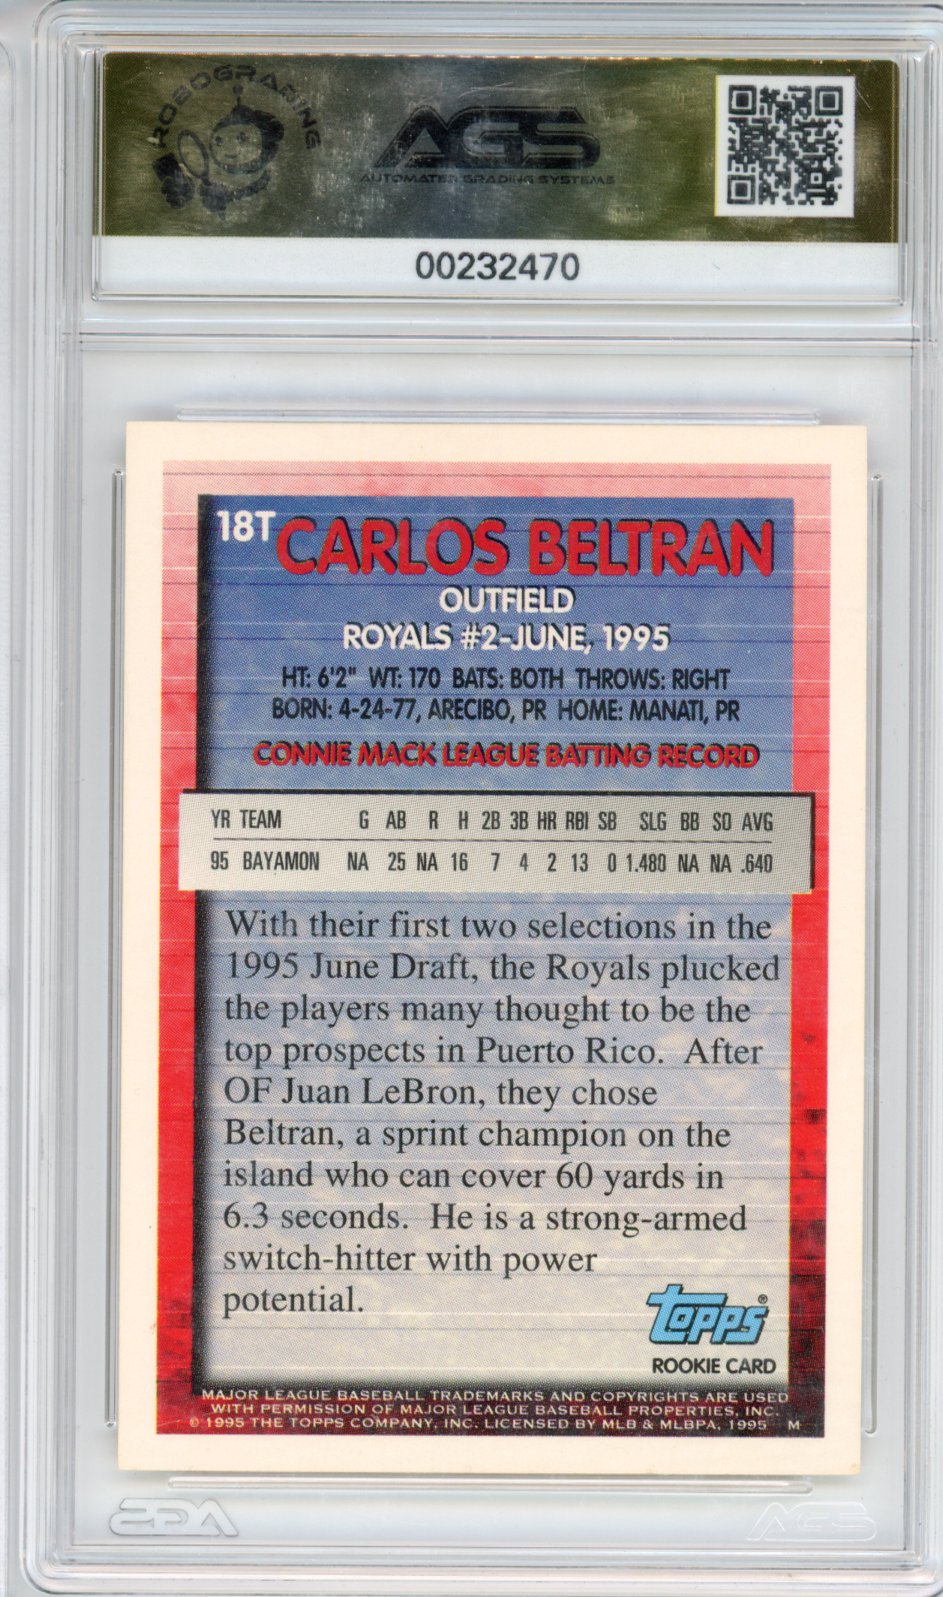 ROBOGRADING
AGS
AUTOMATED GRADING SYSTEMS
00232470
18T
CARLOS BELTRAN
OUTFIELD
ROYALS #2-JUNE, 1995
HT: 6'2" WT: 170 BATS: BOTH THROWS: RIGHT
BORN: 4-24-77, ARECIBO, PR HOME: MANATI, PR
CONNIE MACK LEAGUE BATTING RECORD
YR TEAM G AB R H 2B 3B HR RBI SB SLG BB SO AVG
95 BAYAMON NA 25 NA 16 7 4 2 13 0 1.480 NA NA .640
With their first two selections in the
1995 June Draft, the Royals plucked
the players many thought to be the
top prospects in Puerto Rico. After
OF Juan LeBron, they chose
Beltran, a sprint champion on the
island who can cover 60 yards in
6.3 seconds. He is a strong-armed
switch-hitter with power
potential.
topps®
ROOKIE CARD
MAJOR LEAGUE BASEBALL TRADEMARKS AND COPYRIGHTS ARE USED
WITH PERMISSION OF MAJOR LEAGUE BASEBALL PROPERTIES, INC.
© 1995 THE TOPPS COMPANY, INC. LICENSED BY MLB & MLBPA, 1995 M
AGS
AGS